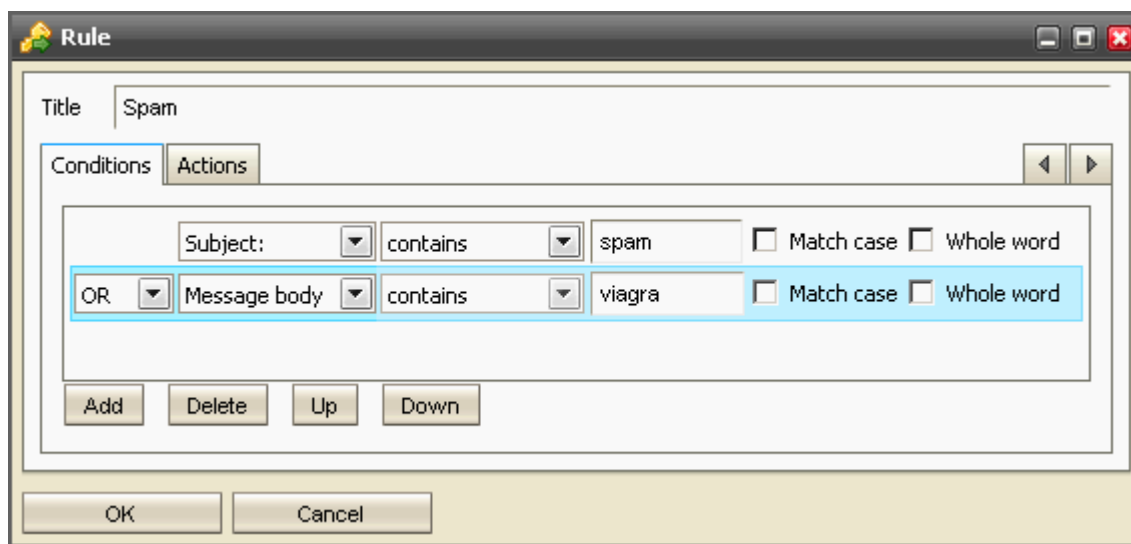 Rule
Title Spam
Conditions Actions
Subject: contains spam Match case Whole word
OR Message body contains viagra Match case Whole word
Add Delete Up Down
OK Cancel